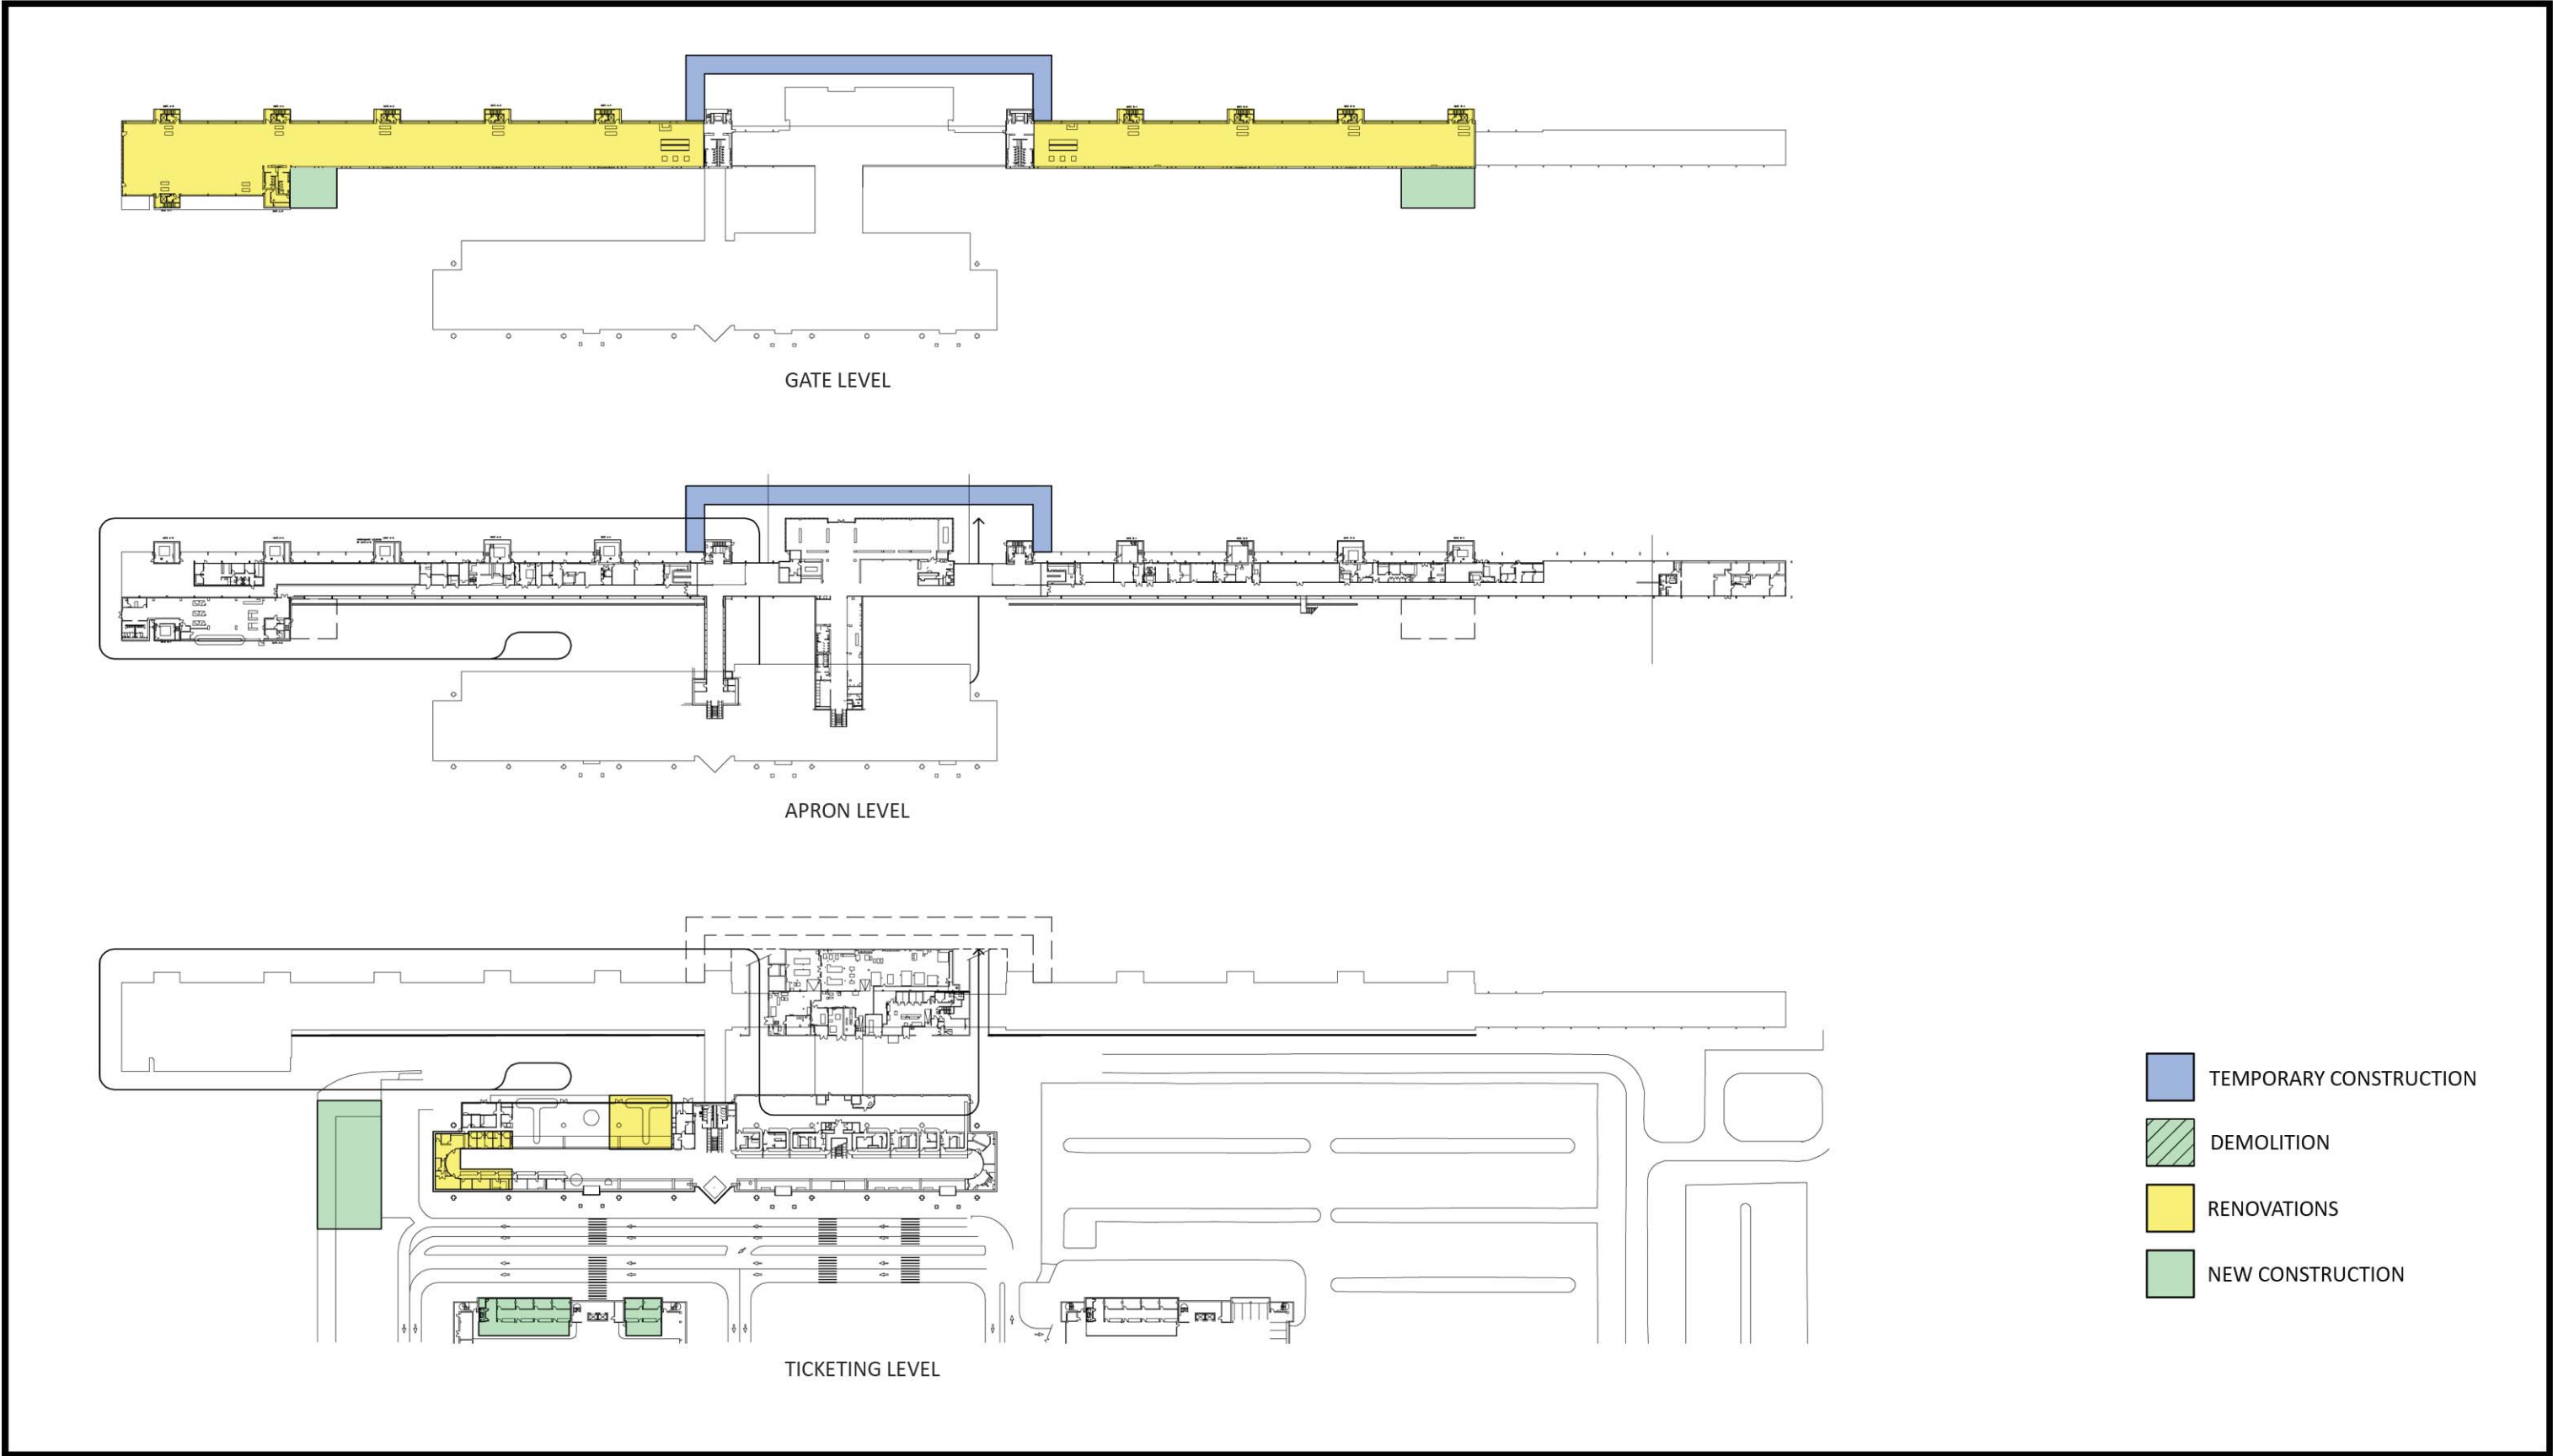 GATE LEVEL
APRON LEVEL
TICKETING LEVEL
TEMPORARY CONSTRUCTION
DEMOLITION
RENOVATIONS
NEW CONSTRUCTION